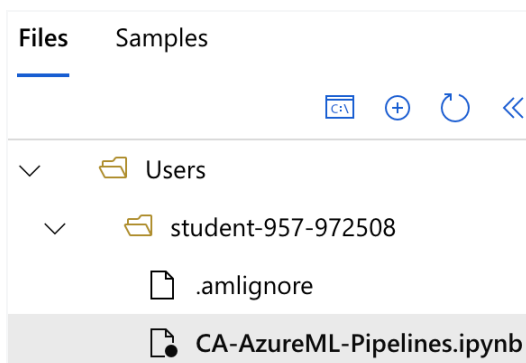 Files Samples
C:\
Users
student-957-972508
.amlignore
CA-AzureML-Pipelines.ipynb